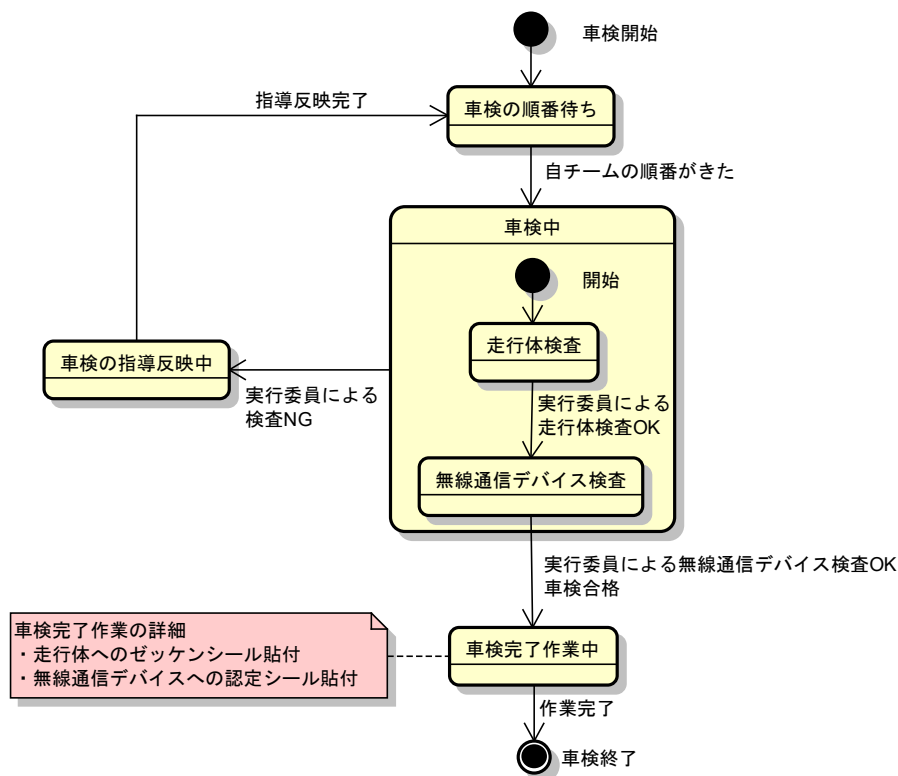 車検開始
指導反映完了
車検の順番待ち
自チームの順番がきた
車検中
開始
走行体検査
車検の指導反映中
実行委員による
検査NG
実行委員による
走行体検査OK
無線通信デバイス検査
実行委員による無線通信デバイス検査OK
車検合格
車検完了作業の詳細
・走行体へのゼッケンシール貼付
・無線通信デバイスへの認定シール貼付
車検完了作業中
作業完了
車検終了